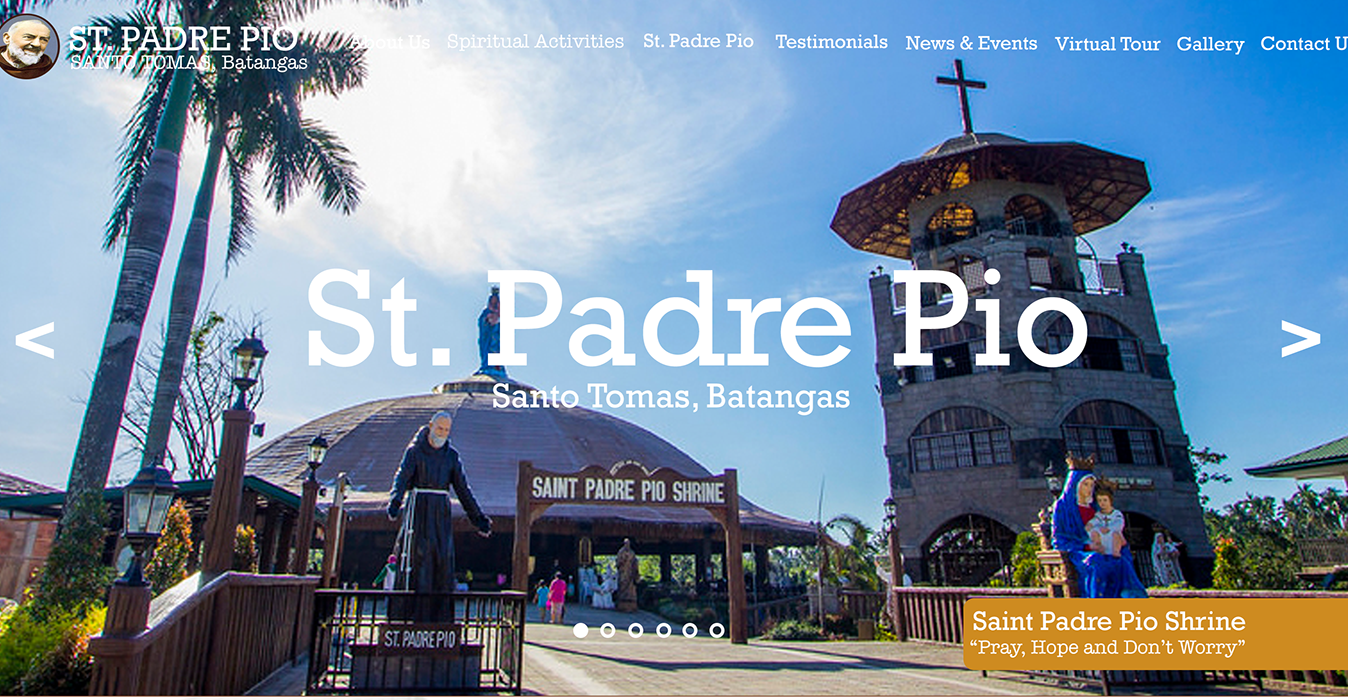 ST. PADRE PIO
SANTO TOMAS, Batangas
About Us Spiritual Activities St. Padre Pio Testimonials News & Events Virtual Tour Gallery Contact U
St. Padre Pio
Santo Tomas, Batangas
< >
SAINT PADRE PIO SHRINE
ST. PADRE PIO
Saint Padre Pio Shrine
“Pray, Hope and Don’t Worry”